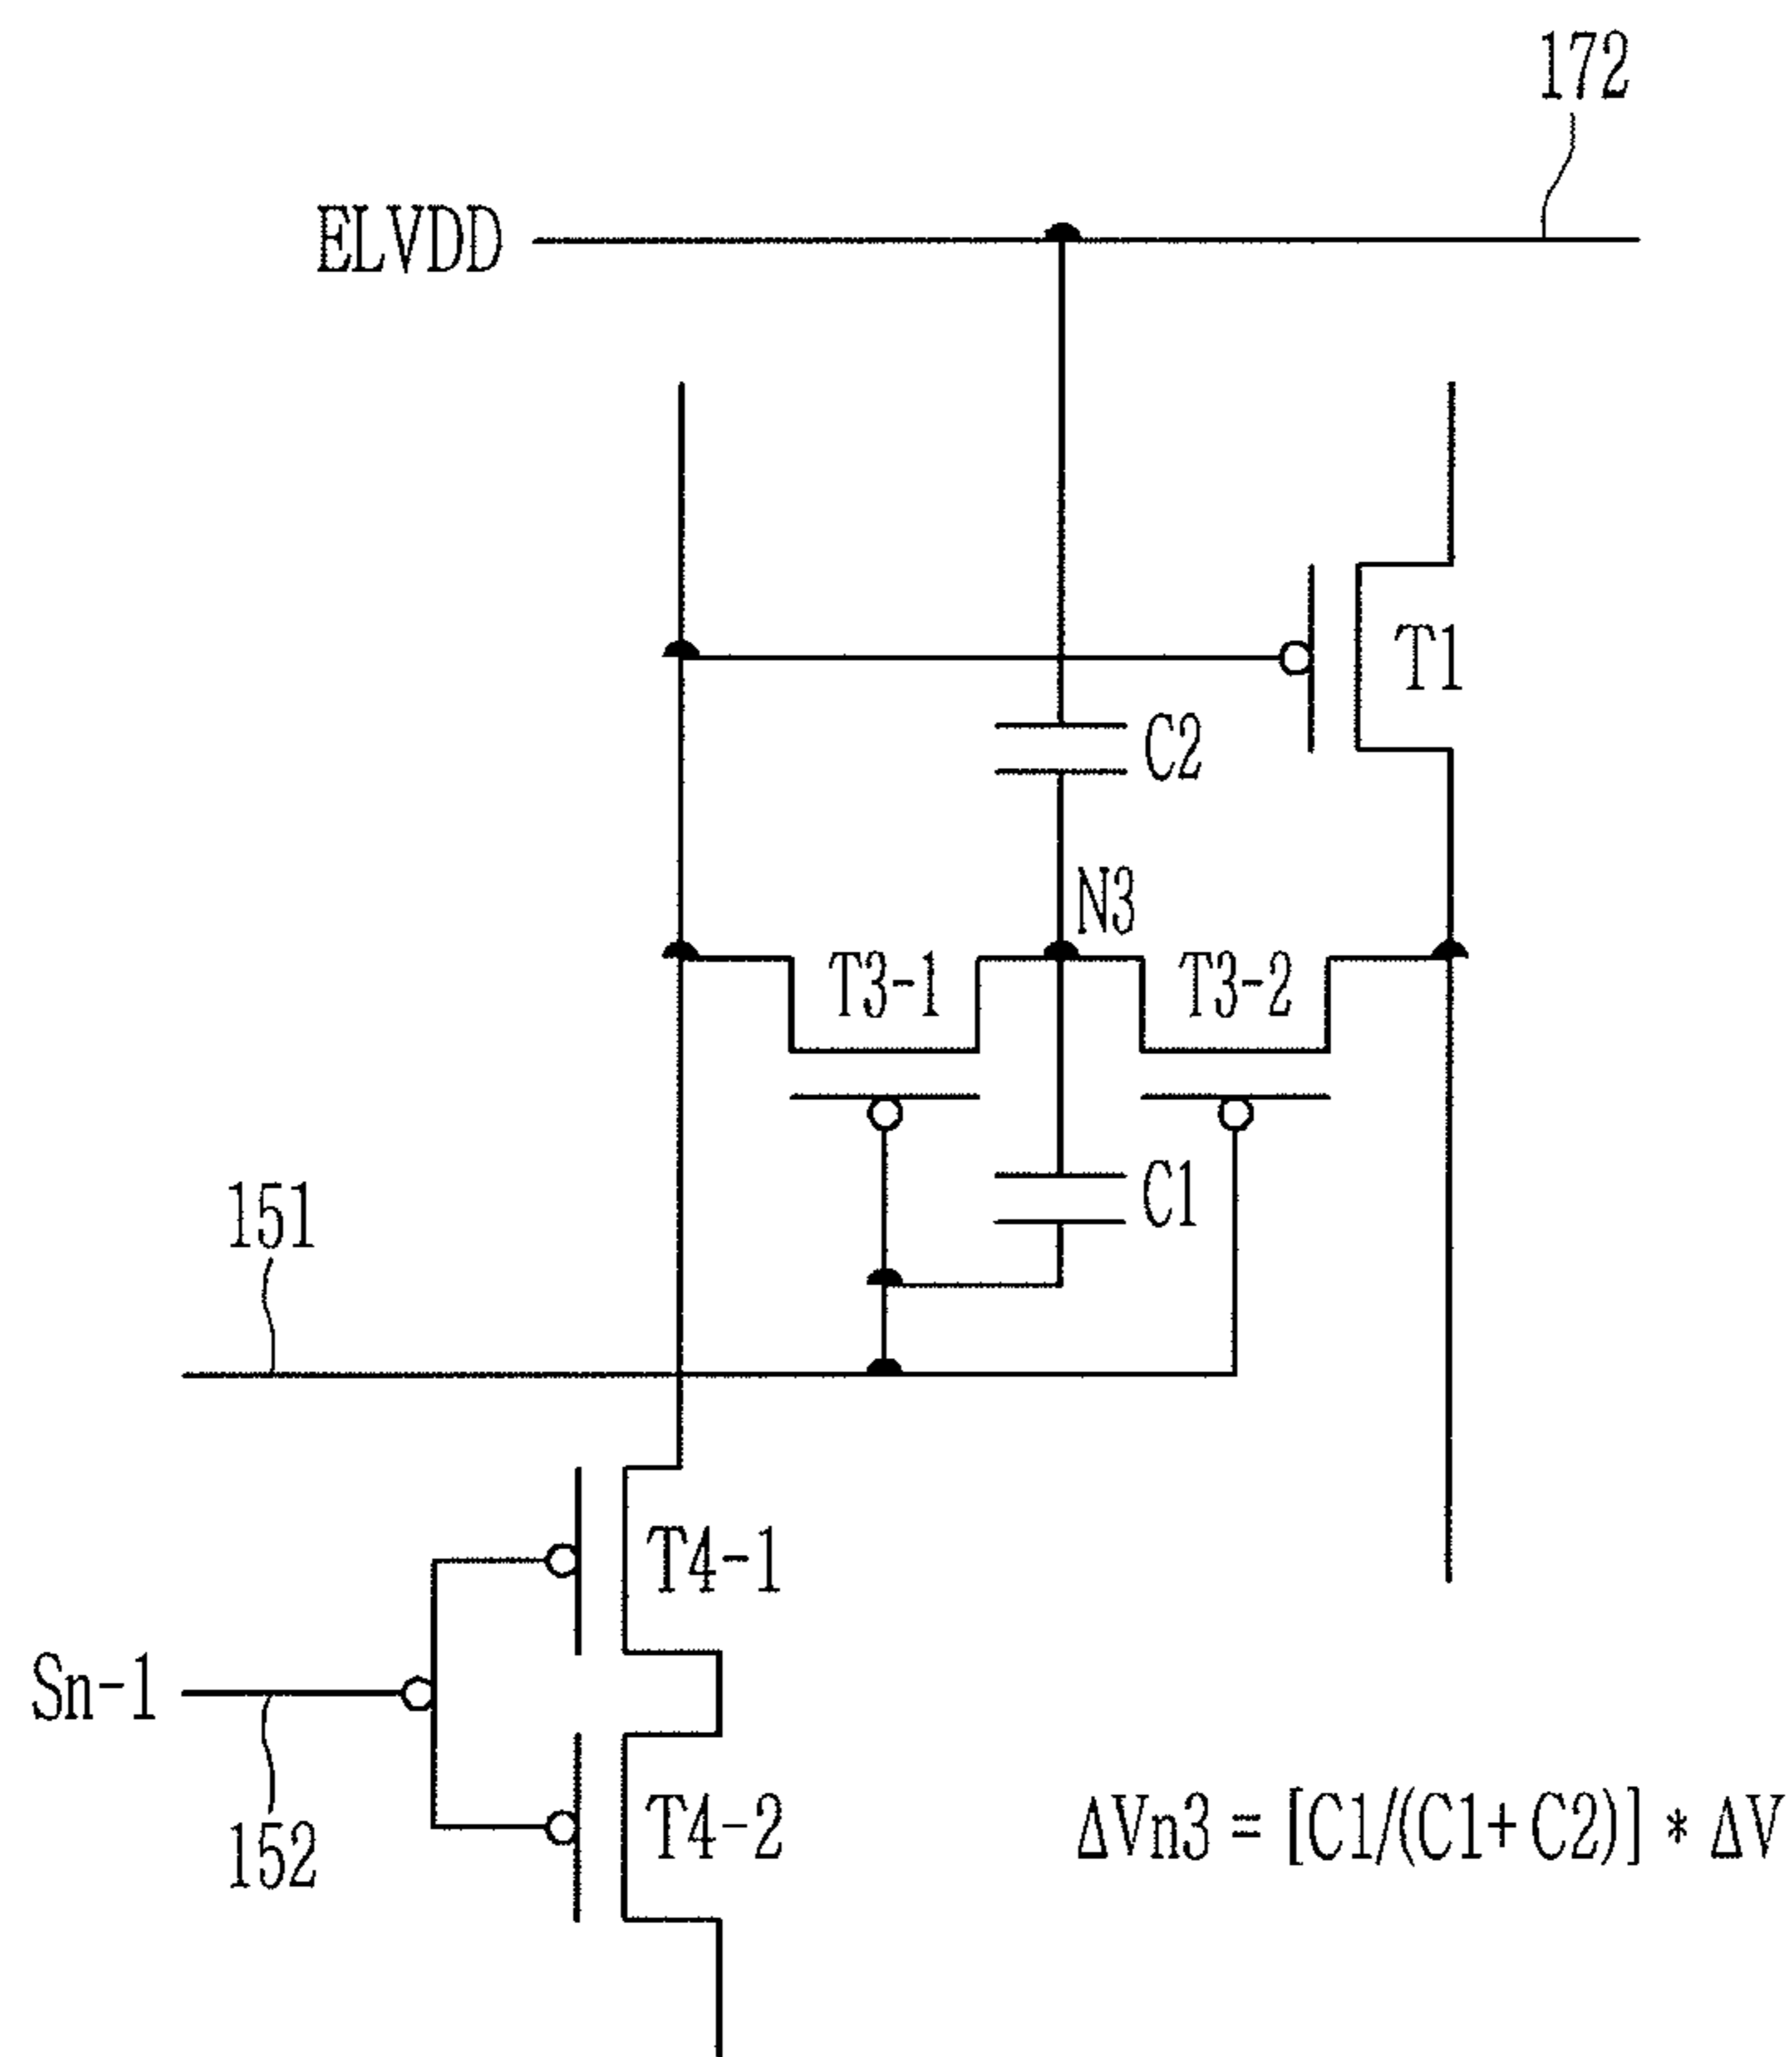 172
ELVDD
T1
C2
N3
T3-1
T3-2
C1
151
T4-1
Sn-1
152
T4-2
ΔVn3 = [C1/(C1+C2)] * ΔV